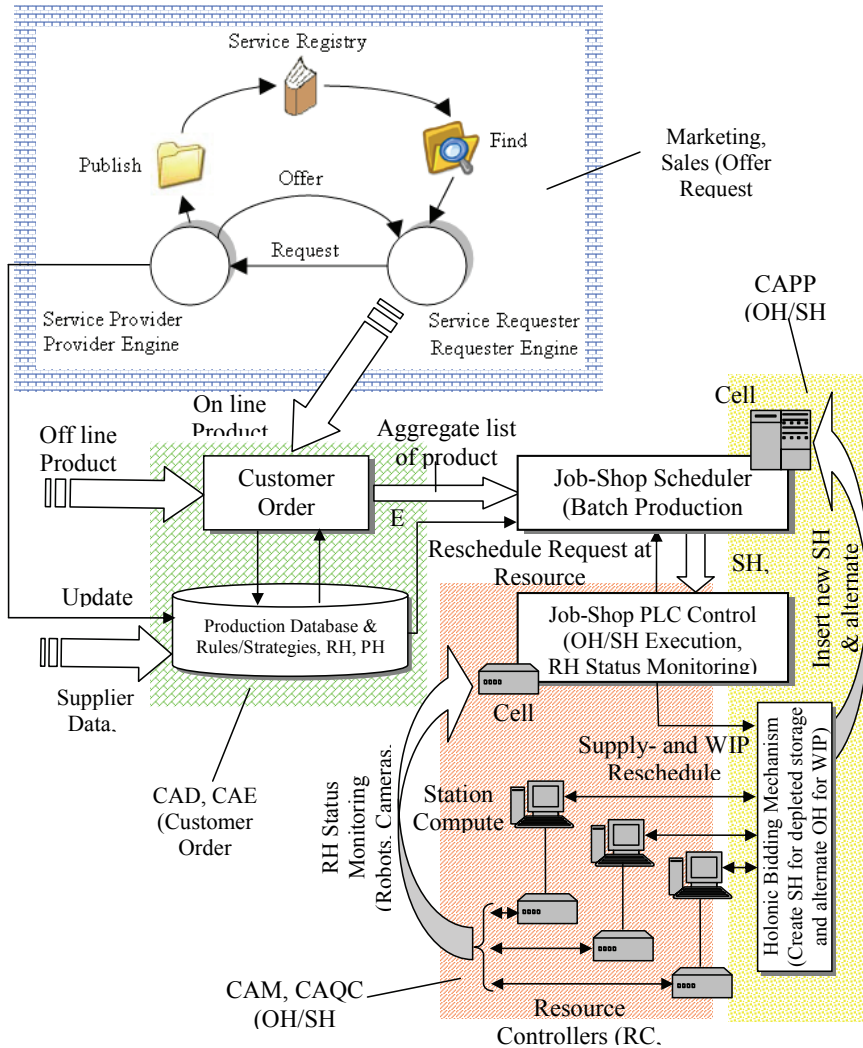 Service Registry
Publish
Find
Offer
Request
Service Provider
Provider Engine
Service Requester
Requester Engine
Marketing,
Sales (Offer
Request
CAPP
(OH/SH
Cell
On line
Product
Off line
Product
Customer
Order
Aggregate list
of product
E
Job-Shop Scheduler
(Batch Production
Reschedule Request at
Resource
SH,
Insert new SH
& alternate
Update
Production Database &
Rules/Strategies, RH, PH
Supplier
Data,
Job-Shop PLC Control
(OH/SH Execution,
RH Status Monitoring)
Cell
Supply- and WIP
Reschedule
CAD, CAE
(Customer
Order
RH Status
Monitoring
(Robots, Cameras,
Station
Compute
Holonic Bidding Mechanism
(Create SH for depleted storage
and alternate OH for WIP)
CAM, CAQC
(OH/SH
Resource
Controllers (RC,